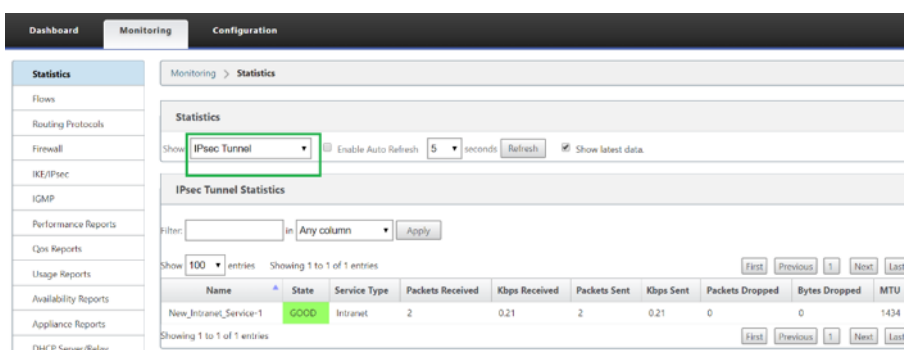 Dashboard Monitoring Configuration
Statistics
Flows
Routing Protocols
Firewall
IKE/IPsec
IGMP
Performance Reports
Qos Reports
Usage Reports
Availability Reports
Appliance Reports
DHCP Server/Relay
Monitoring > Statistics
Statistics
Show IPsec Tunnel Enable Auto Refresh 5 seconds Refresh Show latest data.
IPsec Tunnel Statistics
Filter: in Any column Apply
Show 100 entries Showing 1 to 1 of 1 entries First Previous 1 Next Last
Name State Service Type Packets Received Kbps Received Packets Sent Kbps Sent Packets Dropped Bytes Dropped MTU
New_Intranet_Service-1 GOOD Intranet 2 0.21 2 0.21 0 0 1434
Showing 1 to 1 of 1 entries First Previous 1 Next Last